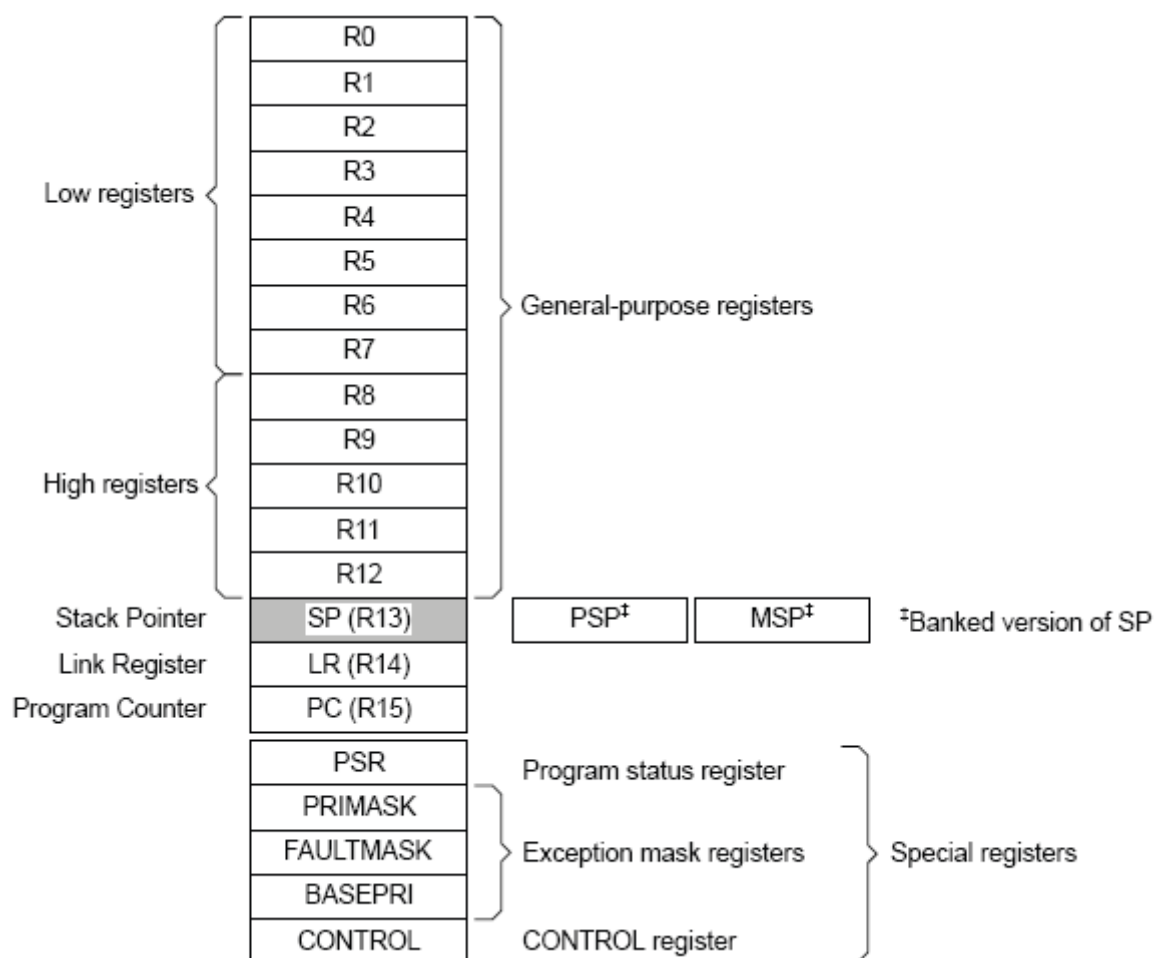 R0
R1
R2
R3
Low registers
R4
R5
R6
General-purpose registers
R7
R8
R9
High registers
R10
R11
R12
Stack Pointer SP (R13) PSP‡ MSP‡ ‡Banked version of SP
Link Register LR (R14)
Program Counter PC (R15)
PSR Program status register
PRIMASK
FAULTMASK Exception mask registers Special registers
BASEPRI
CONTROL CONTROL register